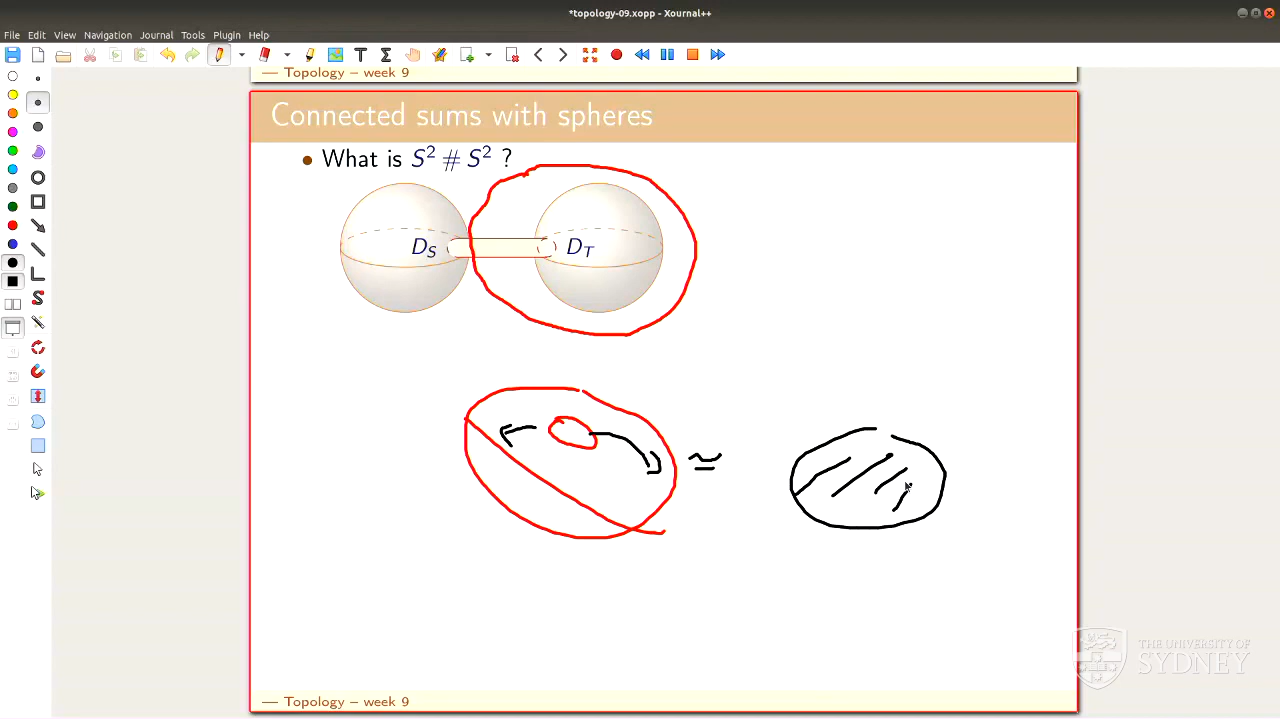 *topology-09.xopp - Xournal++
File Edit View Navigation Journal Tools Plugin Help
— Topology – week 9
Connected sums with spheres
• What is S² # S² ?
D_S D_T
≅
THE UNIVERSITY OF
SYDNEY
— Topology – week 9